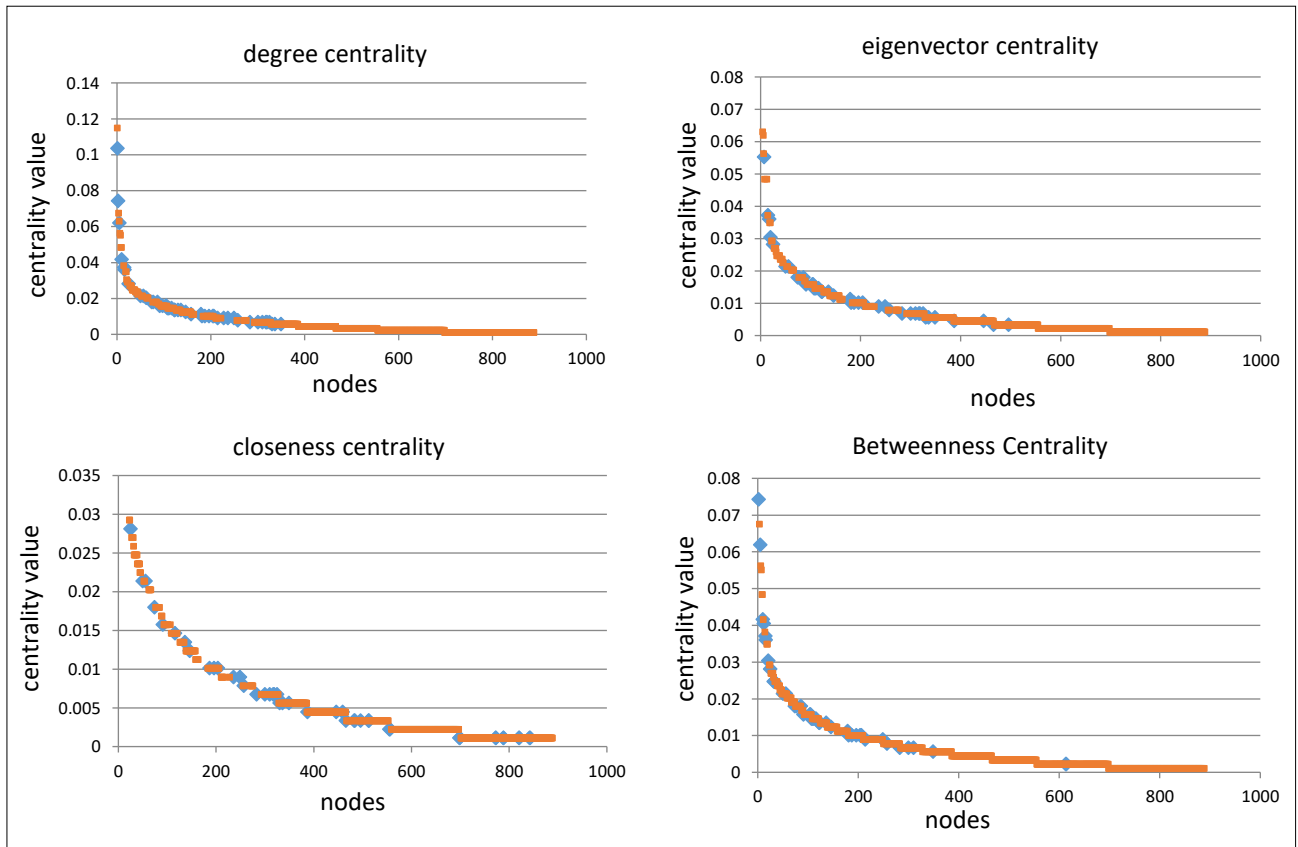 degree centrality
0.14
0.12
0.1
0.08
0.06
0.04
0.02
0
centrality value
0 200 400 600 800 1000
nodes
eigenvector centrality
0.08
0.07
0.06
0.05
0.04
0.03
0.02
0.01
0
centrality value
0 200 400 600 800 1000
nodes
closeness centrality
0.035
0.03
0.025
0.02
0.015
0.01
0.005
0
centrality value
0 200 400 600 800 1000
nodes
Betweenness Centrality
0.08
0.07
0.06
0.05
0.04
0.03
0.02
0.01
0
centrality value
0 200 400 600 800 1000
nodes